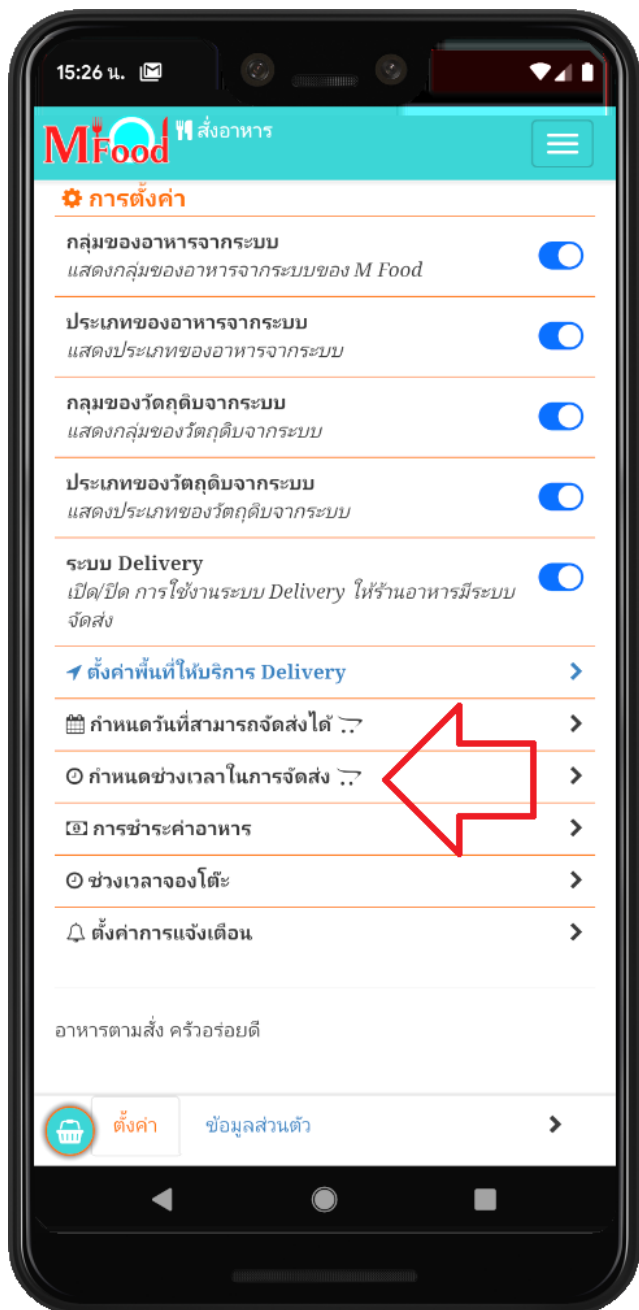 15:26 น.
MFood สั่งอาหาร
การตั้งค่า
กลุ่มของอาหารจากระบบ
แสดงกลุ่มของอาหารจากระบบของ M Food
ประเภทของอาหารจากระบบ
แสดงประเภทของอาหารจากระบบ
กลุมของวัดถุดิบจากระบบ
แสดงกลุ่มของวัตถุดิบจากระบบ
ประเภทของวัตถุดิบจากระบบ
แสดงประเภทของวัตถุดิบจากระบบ
ระบบ Delivery
เปิด/ปิด การใช้งานระบบ Delivery ให้ร้านอาหารมีระบบ
จัดส่ง
ตั้งค่าพื้นที่ให้บริการ Delivery
กำหนดวันที่สามารถจัดส่งได้
กำหนดช่วงเวลาในการจัดส่ง
การชำระค่าอาหาร
ช่วงเวลาจองโต๊ะ
ตั้งค่าการแจ้งเตือน
อาหารตามสั่ง ครัวอร่อยดี
ตั้งค่า ข้อมูลส่วนตัว